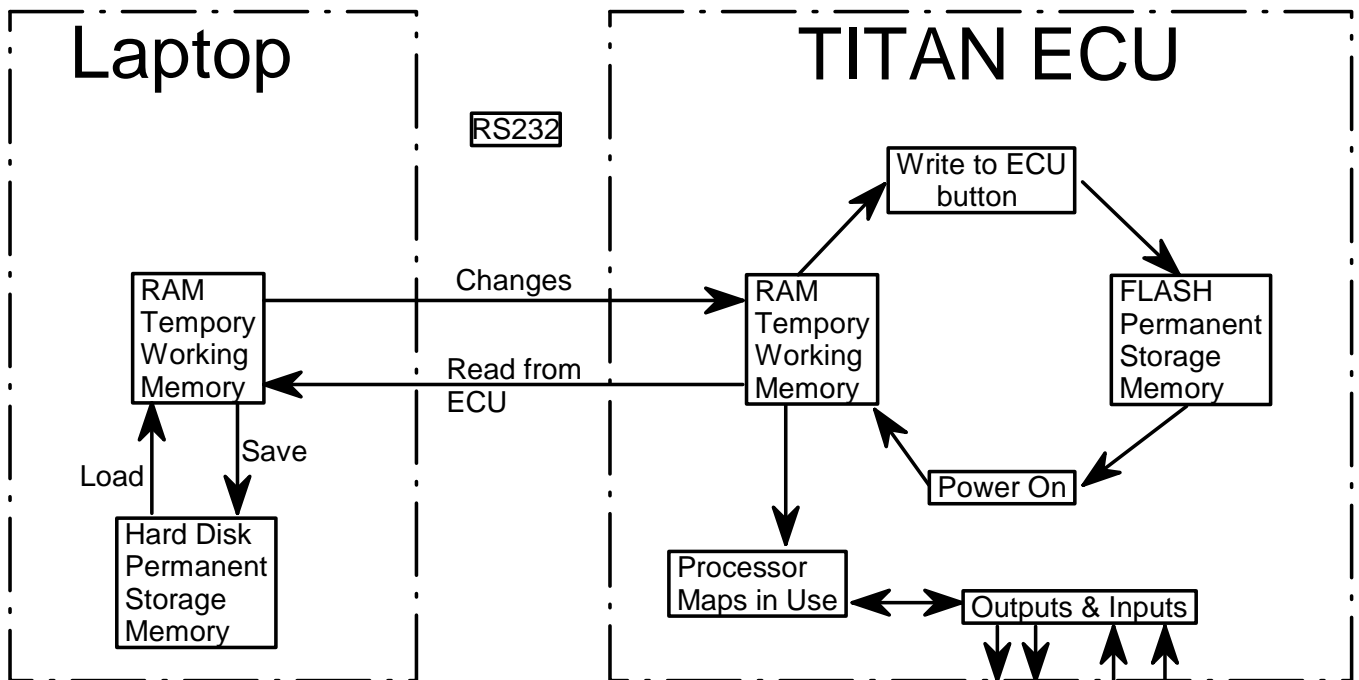 Laptop
TITAN ECU
RS232
Write to ECU
button
RAM
Tempory
Working
Memory
Changes
Read from
ECU
RAM
Tempory
Working
Memory
FLASH
Permanent
Storage
Memory
Load
Save
Power On
Hard Disk
Permanent
Storage
Memory
Processor
Maps in Use
Outputs & Inputs